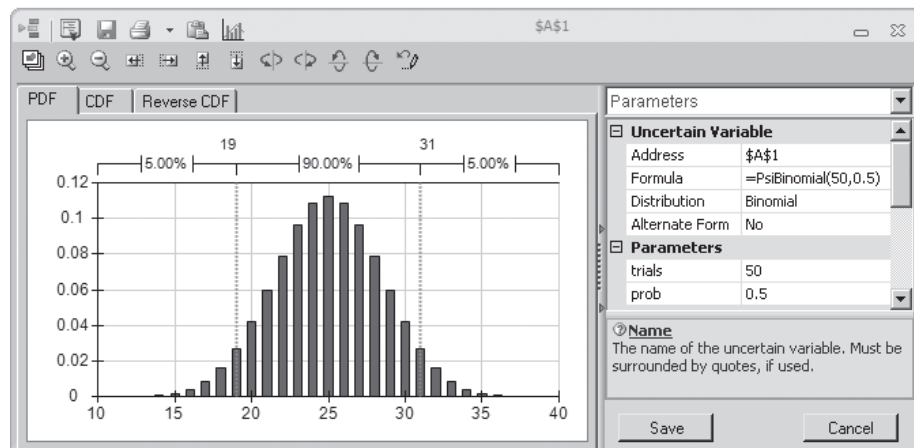 $A$1
PDF CDF Reverse CDF
19 31
5.00% 90.00% 5.00%
0.12
0.1
0.08
0.06
0.04
0.02
0
10 15 20 25 30 35 40
Parameters
Uncertain Variable
Address $A$1
Formula =PsiBinomial(50,0.5)
Distribution Binomial
Alternate Form No
Parameters
trials 50
prob 0.5
Name
The name of the uncertain variable. Must be
surrounded by quotes, if used.
Save Cancel